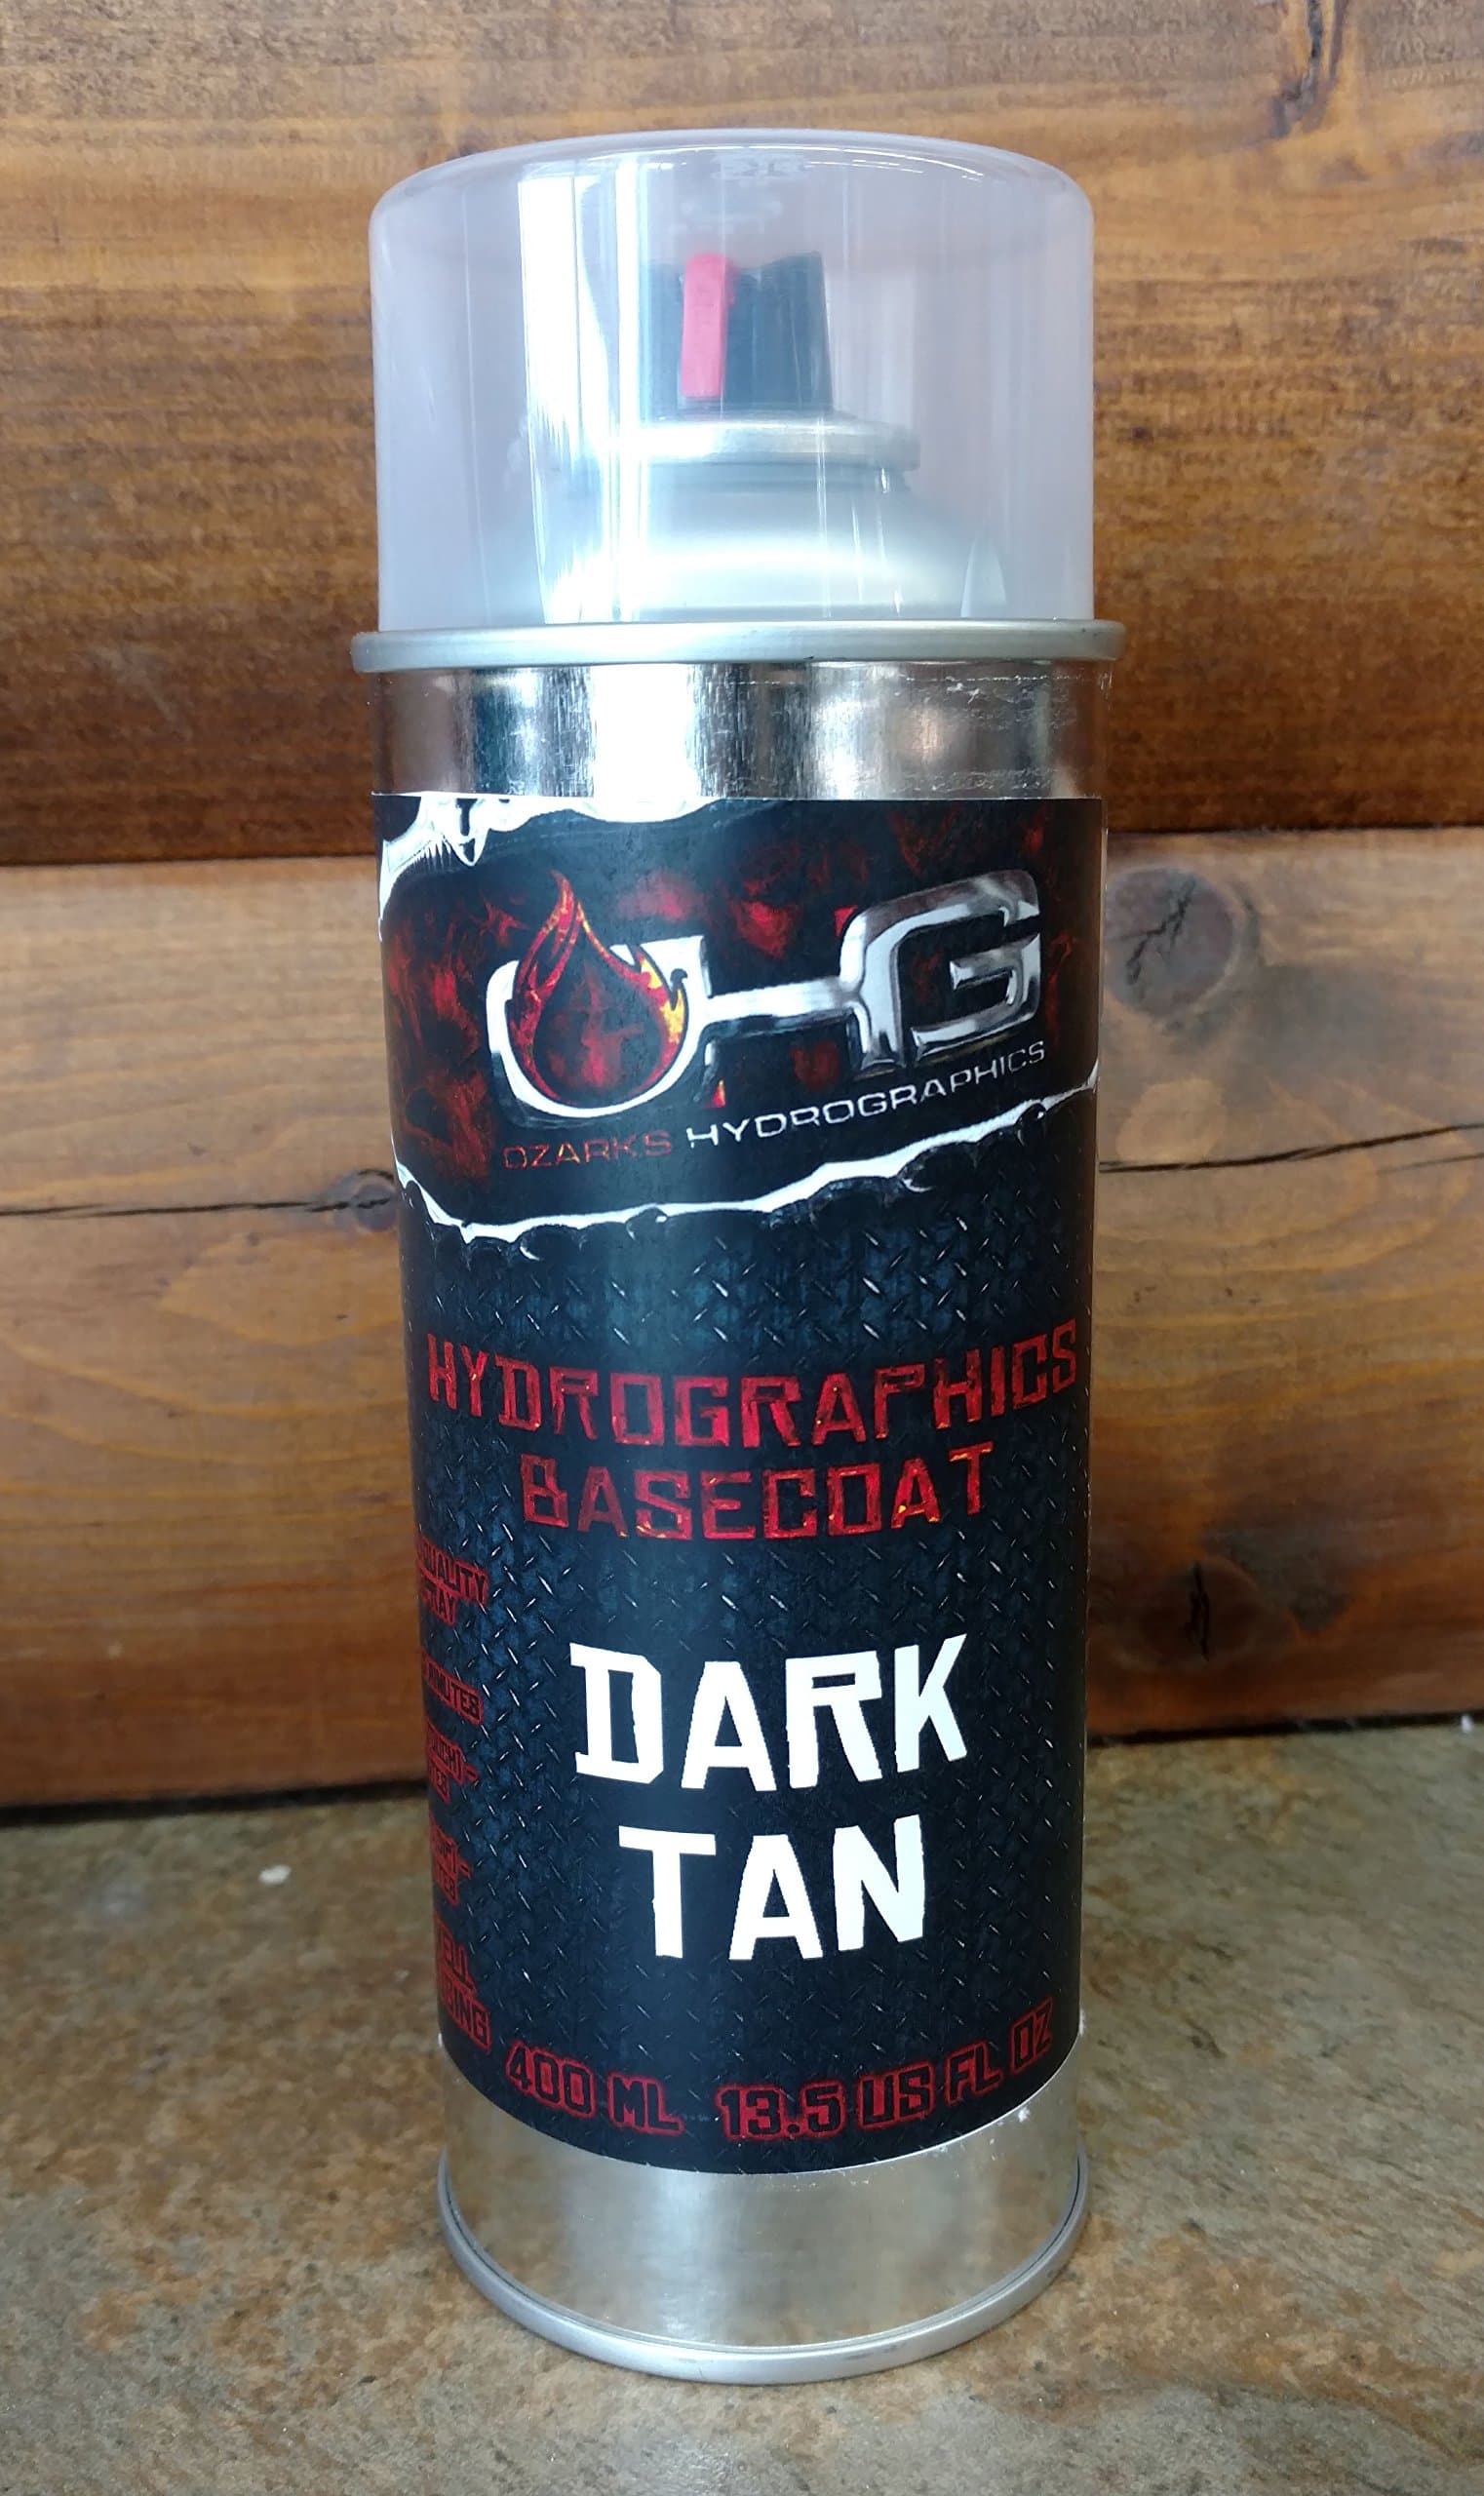 OHG
OZARKS HYDROGRAPHICS
HYDROGRAPHICS
BASECOAT
DARK
TAN
400 ML 13.5 US FL OZ